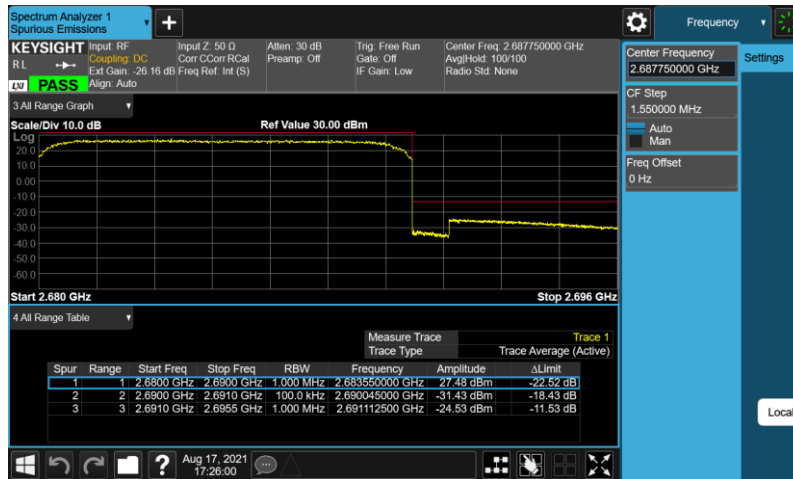 Spectrum Analyzer 1
Spurious Emissions
+
Frequency
KEYSIGHT
RL
LXI PASS
Input: RF
Coupling: DC
Ext Gain: -26.16 dB
Align: Auto
Input Z: 50 Ω
Corr CCorr RCal
Freq Ref: Int (S)
Atten: 30 dB
Preamp: Off
Trig: Free Run
Gate: Off
IF Gain: Low
Center Freq: 2.687750000 GHz
Avg|Hold: 100/100
Radio Std: None
Center Frequency
2.687750000 GHz
Settings
CF Step
1.550000 MHz
Auto
Man
Freq Offset
0 Hz
3 All Range Graph
Scale/Div 10.0 dB
Ref Value 30.00 dBm
Log
20.0
10.0
0.00
-10.0
-20.0
-30.0
-40.0
-50.0
-60.0
Start 2.680 GHz
Stop 2.696 GHz
4 All Range Table
Measure Trace Trace 1
Trace Type Trace Average (Active)
Spur Range Start Freq Stop Freq RBW Frequency Amplitude ΔLimit
1 1 2.6800 GHz 2.6900 GHz 1.000 MHz 2.683550000 GHz 27.48 dBm -22.52 dB
2 2 2.6900 GHz 2.6910 GHz 100.0 kHz 2.690045000 GHz -31.43 dBm -18.43 dB
3 3 2.6910 GHz 2.6955 GHz 1.000 MHz 2.691112500 GHz -24.53 dBm -11.53 dB
Local
?
Aug 17, 2021
17:26:00